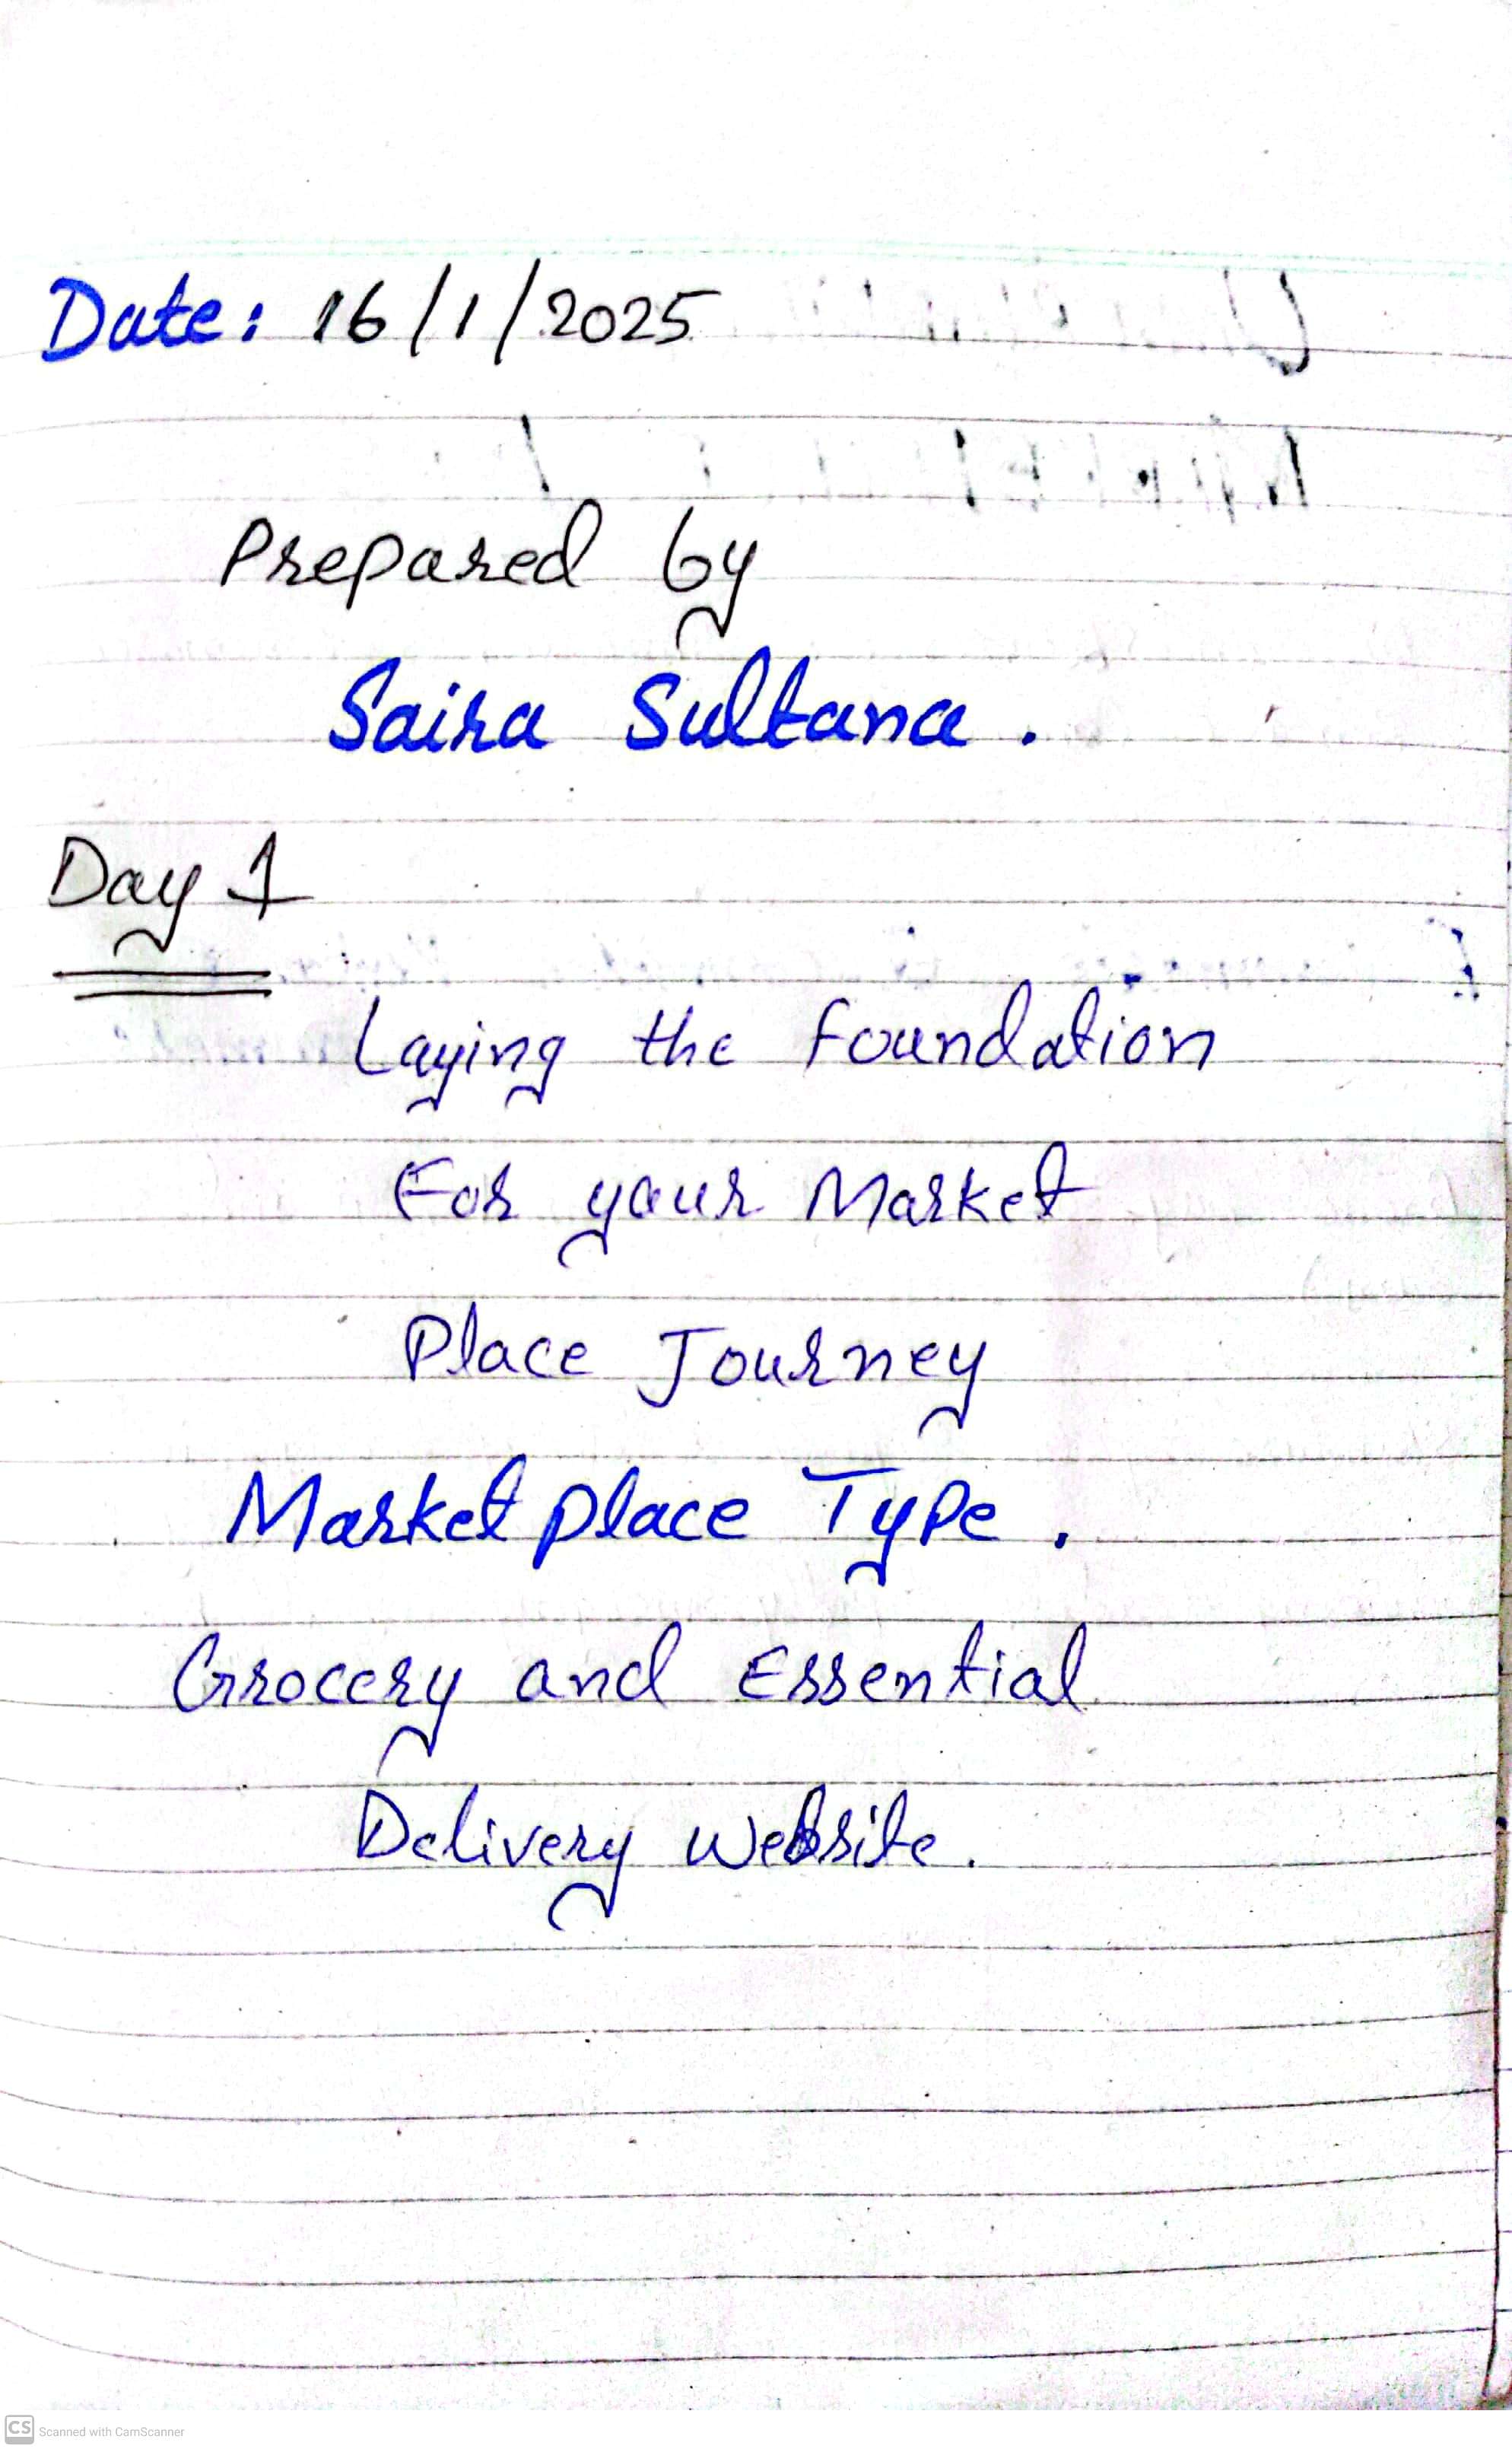 Date: 16/1/2025
Prepared by
Saira Sultana.
Day 1
Laying the foundation
For your Market
Place Journey
Market place Type.
Grocery and Essential
Delivery Website.
CS Scanned with CamScanner